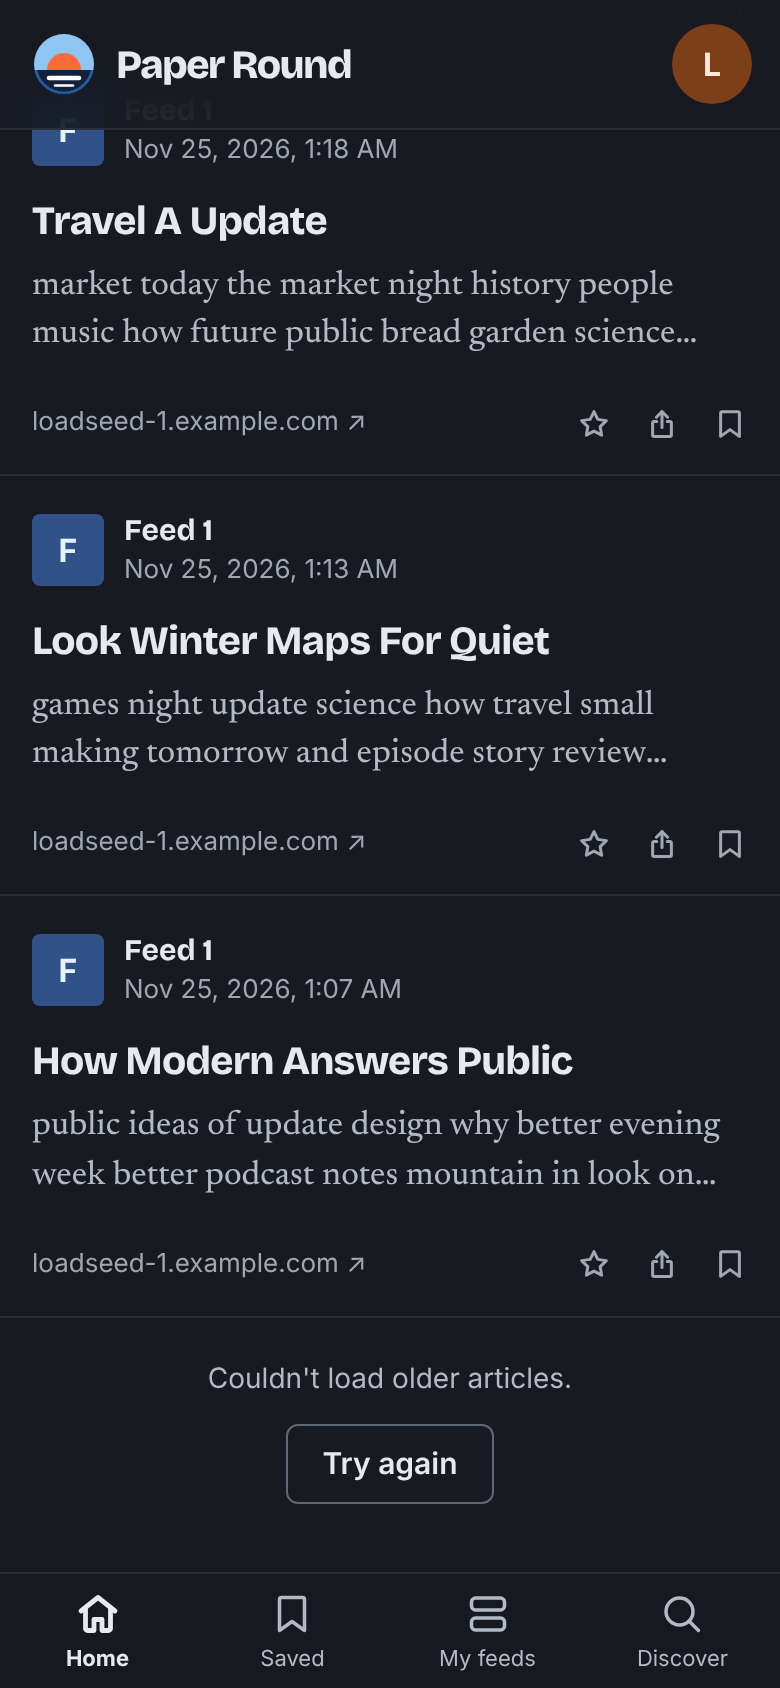 Paper Round
L
Feed 1
F
Nov 25, 2026, 1:18 AM
Travel A Update
market today the market night history people
music how future public bread garden science...
loadseed-1.example.com ↗
F
Feed 1
Nov 25, 2026, 1:13 AM
Look Winter Maps For Quiet
games night update science how travel small
making tomorrow and episode story review...
loadseed-1.example.com ↗
F
Feed 1
Nov 25, 2026, 1:07 AM
How Modern Answers Public
public ideas of update design why better evening
week better podcast notes mountain in look on...
loadseed-1.example.com ↗
Couldn't load older articles.
Try again
Home
Saved
My feeds
Discover